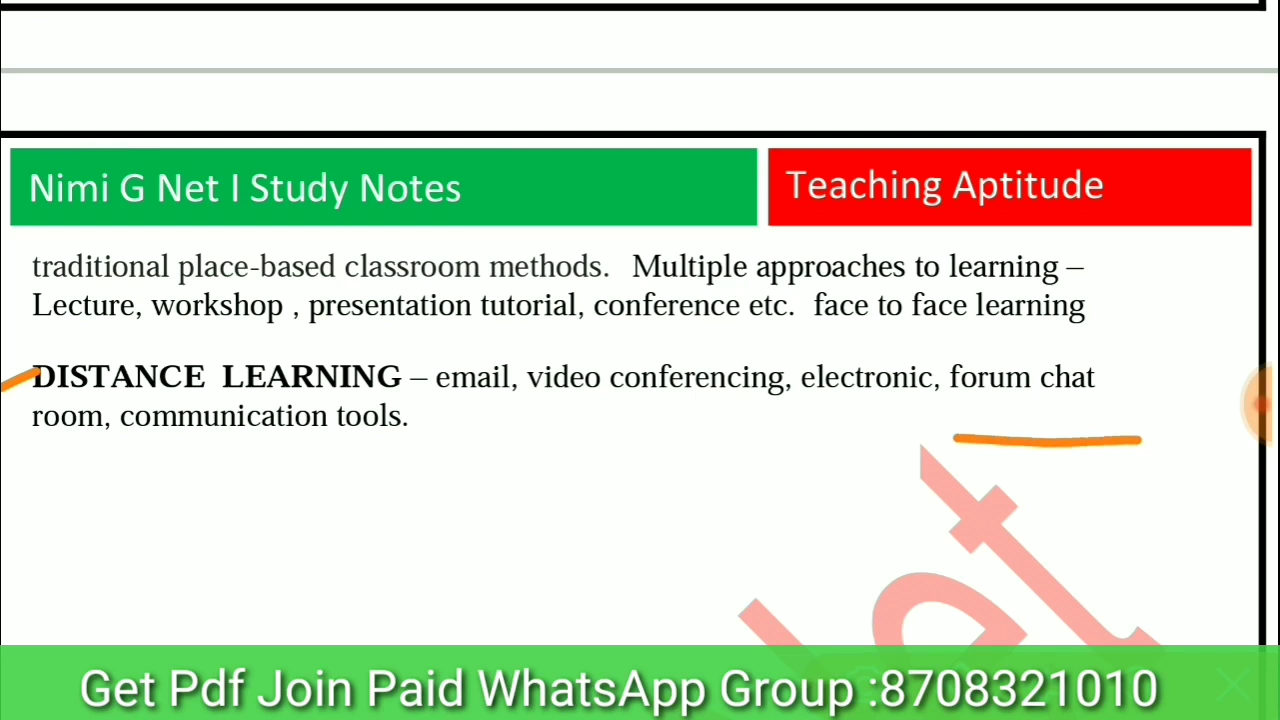 Nimi G Net I Study Notes
Teaching Aptitude
traditional place-based classroom methods. Multiple approaches to learning –
Lecture, workshop , presentation tutorial, conference etc. face to face learning
DISTANCE LEARNING – email, video conferencing, electronic, forum chat
room, communication tools.
Get Pdf Join Paid WhatsApp Group :8708321010